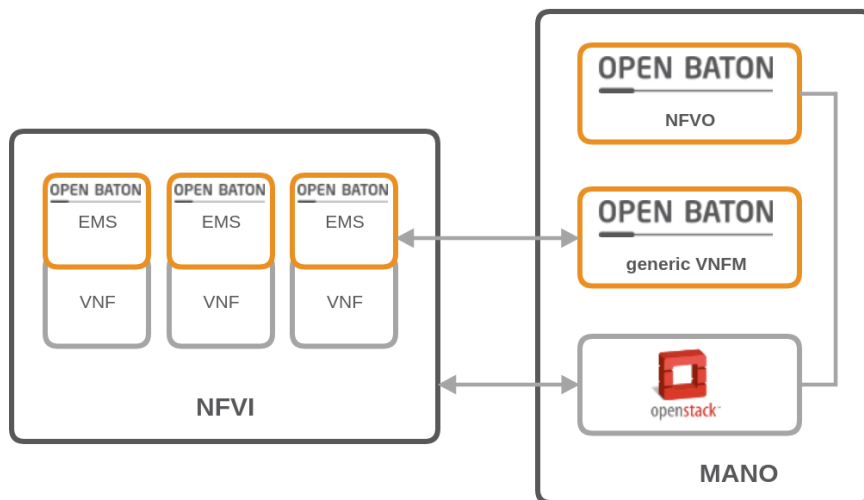 OPEN BATON
NFVO
OPEN BATON OPEN BATON OPEN BATON
EMS EMS EMS
OPEN BATON
generic VNFM
VNF VNF VNF
openstack™
NFVI
MANO